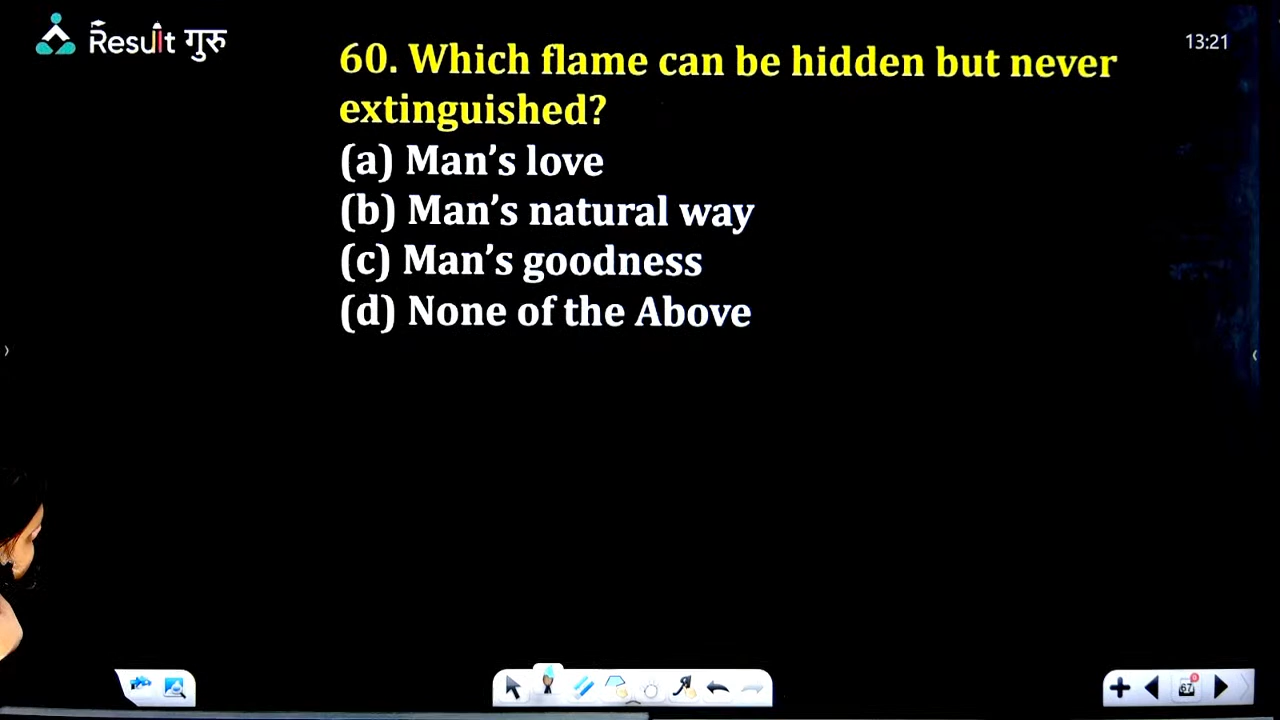 Result गुरु
13:21
60. Which flame can be hidden but never
extinguished?
(a) Man's love
(b) Man's natural way
(c) Man's goodness
(d) None of the Above
67